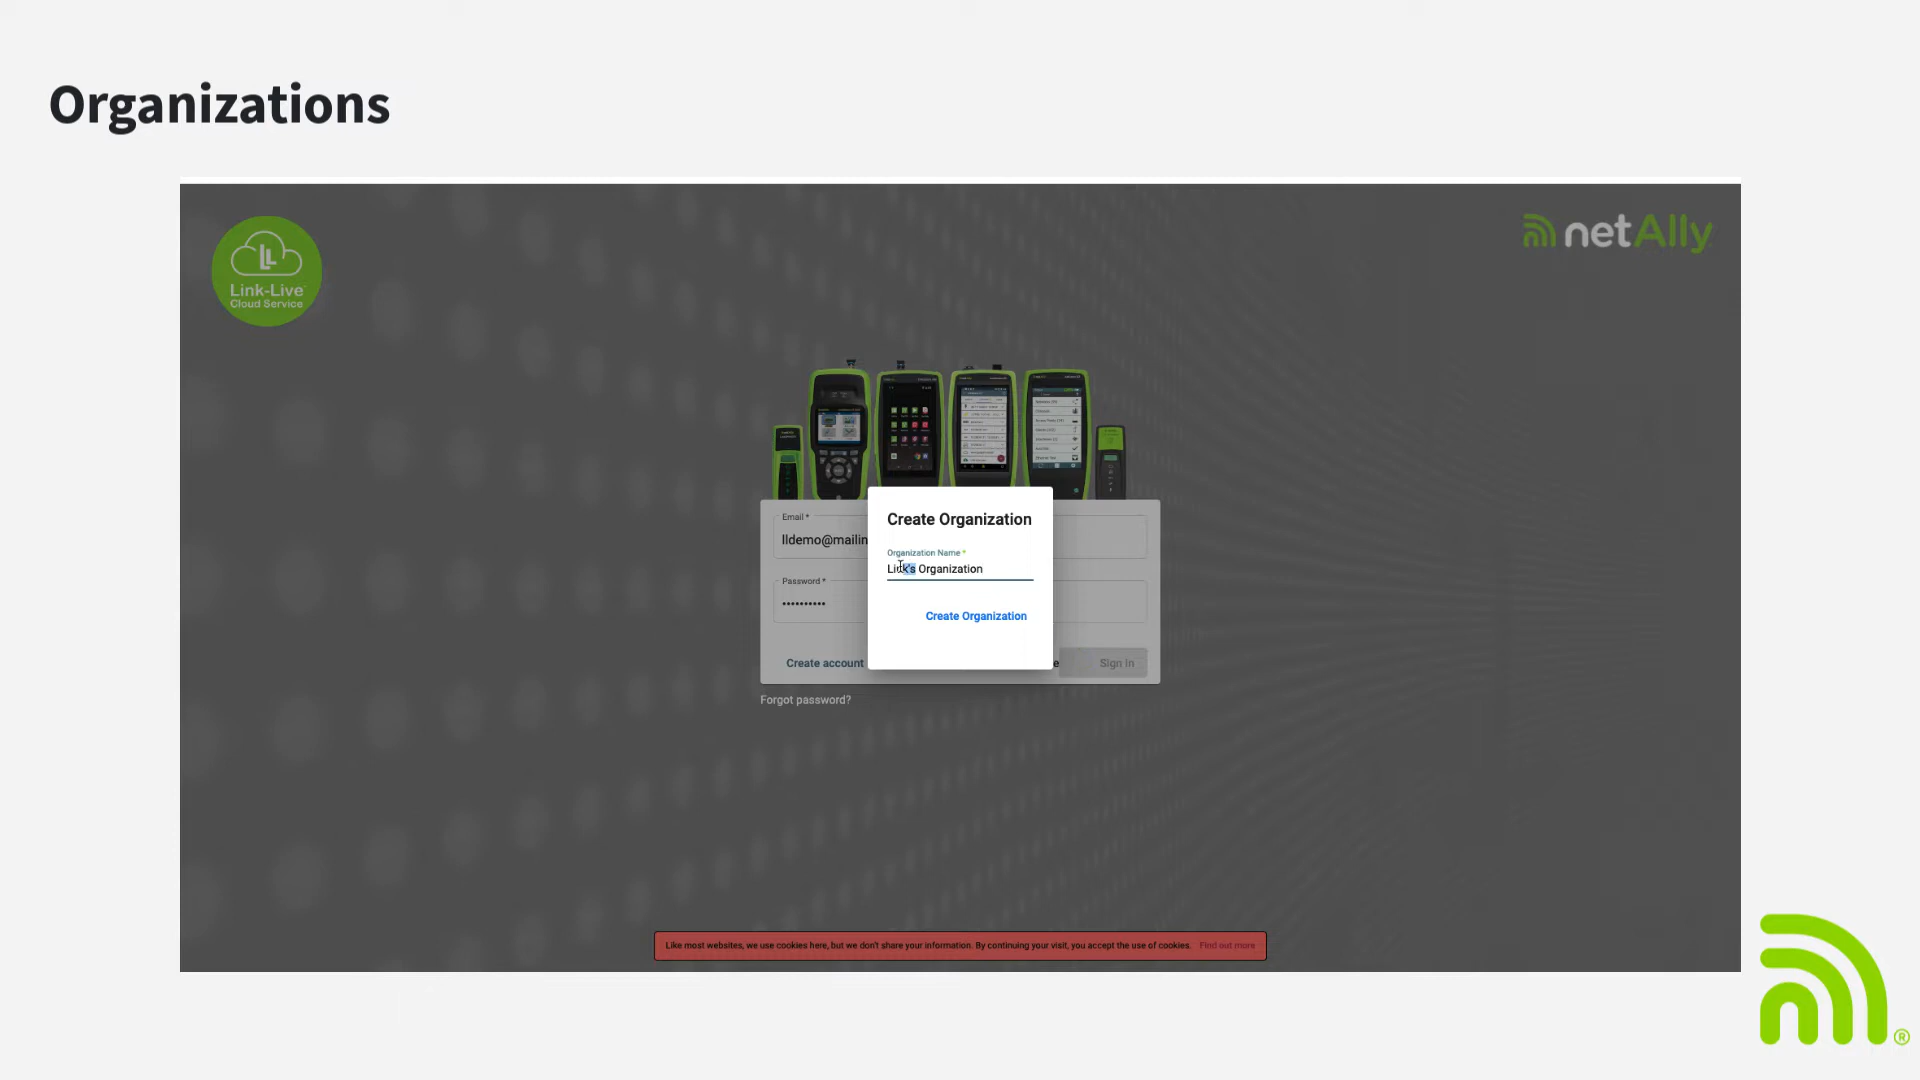 Organizations
Link-Live
Cloud Service
netAlly
Create Organization
Email *
Organization Name *
lldemo@mailin
Link's Organization
Password *
••••••••••
Create Organization
Create account
Sign In
Forgot password?
Like most websites, we use cookies here, but we don't share your information. By continuing your visit, you accept the use of cookies. Find out more
®